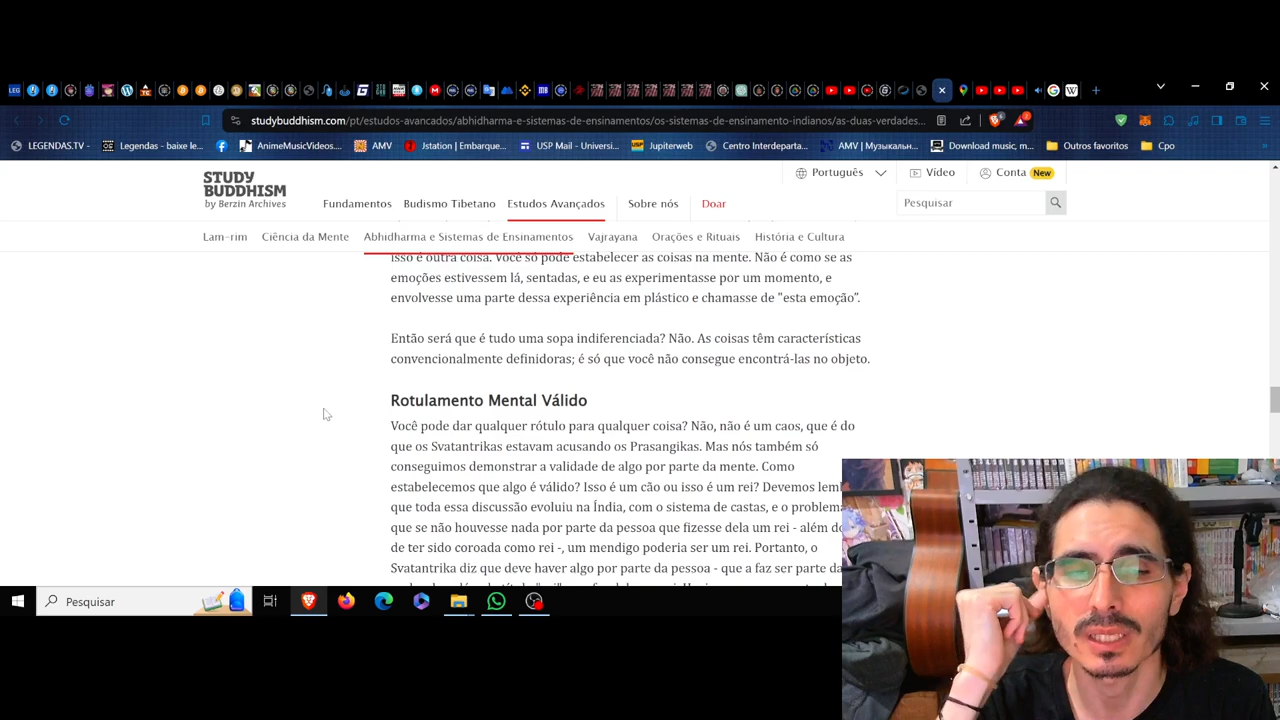 LEG
LEGENDAS.TV -
Legendas - baixe le...
AnimeMusicVideos....
AMV
Jstation | Embarque...
USP Mail - Universi...
Jupiterweb
Centro Interdeparta...
AMV | Музыкальн...
Download music, m...
Outros favoritos
Cpo
studybuddhism.com/pt/estudos-avancados/abhidharma-e-sistemas-de-ensinamentos/os-sistemas-de-ensinamento-indianos/as-duas-verdades...
STUDY
BUDDHISM
by Berzin Archives
Português
Vídeo
Conta New
Fundamentos
Budismo Tibetano
Estudos Avançados
Sobre nós
Doar
Pesquisar
Lam-rim
Ciência da Mente
Abhidharma e Sistemas de Ensinamentos
Vajrayana
Orações e Rituais
História e Cultura
isso é outra coisa. Você só pode estabelecer as coisas na mente. Não é como se as
emoções estivessem lá, sentadas, e eu as experimentasse por um momento, e
envolvesse uma parte dessa experiência em plástico e chamasse de "esta emoção”.
Então será que é tudo uma sopa indiferenciada? Não. As coisas têm características
convencionalmente definidoras; é só que você não consegue encontrá-las no objeto.
Rotulamento Mental Válido
Você pode dar qualquer rótulo para qualquer coisa? Não, não é um caos, que é do
que os Svatantrikas estavam acusando os Prasangikas. Mas nós também só
conseguimos demonstrar a validade de algo por parte da mente. Como
estabelecemos que algo é válido? Isso é um cão ou isso é um rei? Devemos lem
que toda essa discussão evoluiu na Índia, com o sistema de castas, e o problema
que se não houvesse nada por parte da pessoa que fizesse dela um rei - além do
de ter sido coroada como rei -, um mendigo poderia ser um rei. Portanto, o
Svatantrika diz que deve haver algo por parte da pessoa - que a faz ser parte da
Pesquisar